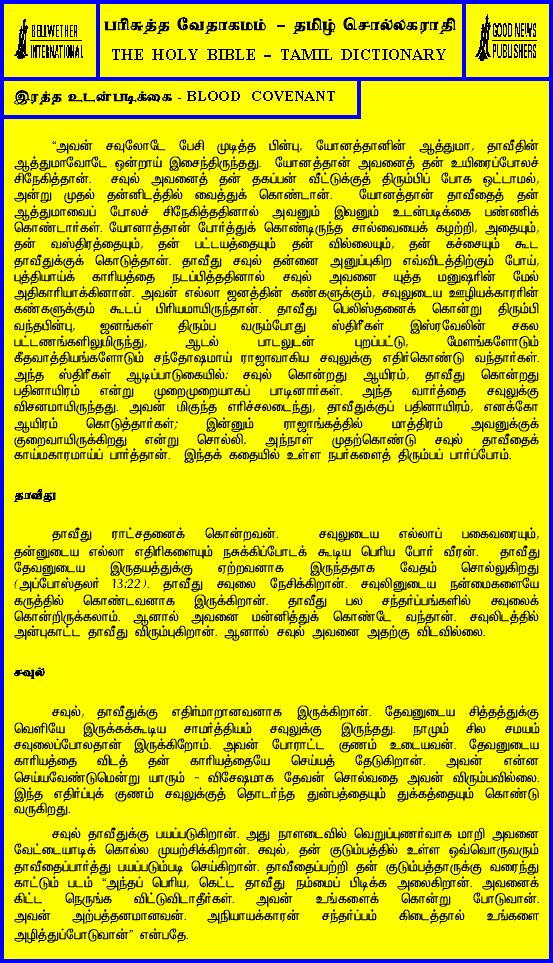 BELLWETHER
INTERNATIONAL
பரிசுத்த வேதாகமம் – தமிழ் சொல்லகராதி
THE HOLY BIBLE – TAMIL DICTIONARY
GOOD NEWS
PUBLISHERS
இரத்த உடன்படிக்கை - BLOOD COVENANT
“அவன் சவுலோடே பேசி முடித்த பின்பு, யோனத்தானின் ஆத்துமா, தாவீதின்
ஆத்துமாவோடே ஒன்றாய் இசைந்திருந்தது. யோனத்தான் அவனைத் தன் உயிரைப்போலச்
சிநேகித்தான். சவுல் அவனைத் தன் தகப்பன் வீட்டுக்குத் திரும்பிப் போக ஒட்டாமல்,
அன்று முதல் தன்னிடத்தில் வைத்துக் கொண்டான். யோனத்தான் தாவீதைத் தன்
ஆத்துமாவைப் போலச் சிநேகித்ததினால் அவனும் இவனும் உடன்படிக்கை பண்ணிக்
கொண்டார்கள். யோனாத்தான் போர்த்துக் கொண்டிருந்த சால்வையைக் கழற்றி, அதையும்,
தன் வஸ்திரத்தையும், தன் பட்டயத்தையும் தன் வில்லையும், தன் கச்சையும் கூட
தாவீதுக்குக் கொடுத்தான். தாவீது சவுல் தன்னை அனுப்புகிற எவ்விடத்திற்கும் போய்,
புத்தியாய்க் காரியத்தை நடப்பித்ததினால் சவுல் அவனை யுத்த மனுஷரின் மேல்
அதிகாரியாக்கினான். அவன் எல்லா ஜனத்தின் கண்களுக்கும், சவுலுடைய ஊழியக்காரரின்
கண்களுக்கும் கூடப் பிரியமாயிருந்தான். தாவீது பெலிஸ்தனைக் கொன்று திரும்பி
வந்தபின்பு, ஜனங்கள் திரும்ப வரும்போது ஸ்திரீகள் இஸ்ரவேலின் சகல
பட்டணங்களிலுமிருந்து, ஆடல் பாடலுடன் புறப்பட்டு, மேளங்களோடும்
கீதவாத்தியங்களோடும் சந்தோஷமாய் ராஜாவாகிய சவுலுக்கு எதிர்கொண்டு வந்தார்கள்.
அந்த ஸ்திரீகள் ஆடிப்பாடுகையில்: சவுல் கொன்றது ஆயிரம், தாவீது கொன்றது
பதினாயிரம் என்று முறைமுறையாகப் பாடினார்கள். அந்த வார்த்தை சவுலுக்கு
விசனமாயிருந்தது. அவன் மிகுந்த எரிச்சலடைந்து, தாவீதுக்குப் பதினாயிரம், எனக்கோ
ஆயிரம் கொடுத்தார்கள்; இன்னும் ராஜாங்கத்தில் மாத்திரம் அவனுக்குக்
குறைவாயிருக்கிறது என்று சொல்லி, அந்நாள் முதற்கொண்டு சவுல் தாவீதைக்
காய்மகாரமாய்ப் பார்த்தான். இந்தக் கதையில் உள்ள நபர்களைத் திரும்பப் பார்ப்போம்.
தாவீது
தாவீது ராட்சதனைக் கொன்றவன். சவுலுடைய எல்லாப் பகைவரையும்,
தன்னுடைய எல்லா எதிரிகளையும் நசுக்கிப்போடக் கூடிய பெரிய போர் வீரன். தாவீது
தேவனுடைய இருதயத்துக்கு ஏற்றவனாக இருந்ததாக வேதம் சொல்லுகிறது
(அப்போஸ்தலர் 13:22). தாவீது சவுலை நேசிக்கிறான். சவுலினுடைய நன்மைகளையே
கருத்தில் கொண்டவனாக இருக்கிறான். தாவீது பல சந்தர்ப்பங்களில் சவுலைக்
கொன்றிருக்கலாம். ஆனால் அவனை மன்னித்துக் கொண்டே வந்தான். சவுலிடத்தில்
அன்புகாட்ட தாவீது விரும்புகிறான். ஆனால் சவுல் அவனை அதற்கு விடவில்லை.
சவுல்
சவுல், தாவீதுக்கு எதிர்மாறானவனாக இருக்கிறான். தேவனுடைய சித்தத்துக்கு
வெளியே இருக்கக்கூடிய சாமர்த்தியம் சவுலுக்கு இருந்தது. நாமும் சில சமயம்
சவுலைப்போலதான் இருக்கிறோம். அவன் போராட்ட குணம் உடையவன். தேவனுடைய
காரியத்தை விடத் தன் காரியத்தையே செய்யத் தேடுகிறான். அவன் என்ன
செய்யவேண்டுமென்று யாரும் - விசேஷமாக தேவன் சொல்வதை அவன் விரும்பவில்லை.
இந்த எதிர்ப்புக் குணம் சவுலுக்குத் தொடர்ந்த துன்பத்தையும் துக்கத்தையும் கொண்டு
வருகிறது.
சவுல் தாவீதுக்கு பயப்படுகிறான். அது நாளடைவில் வெறுப்புணர்வாக மாறி அவனை
வேட்டையாடிக் கொல்ல முயற்சிக்கிறான். சவுல், தன் குடும்பத்தில் உள்ள ஒவ்வொருவரும்
தாவீதைப்பார்த்து பயப்படும்படி செய்கிறான். தாவீதைப்பற்றி தன் குடும்பத்தாருக்கு வரைந்து
காட்டும் படம் “அந்தப் பெரிய, கெட்ட தாவீது நம்மைப் பிடிக்க அலைகிறான். அவனைக்
கிட்ட நெருங்க விட்டுவிடாதீர்கள். அவன் உங்களைக் கொன்று போடுவான்.
அவன் அற்பத்தனமானவன். அநியாயக்காரன் சந்தர்ப்பம் கிடைத்தால் உங்களை
அழித்துப்போடுவான்” என்பதே.